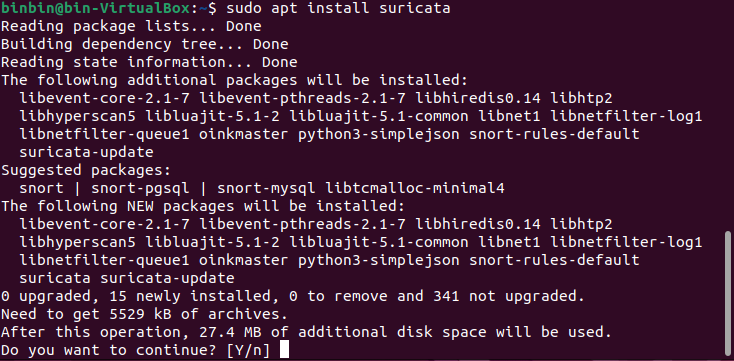 binbin@bin-VirtualBox:~$ sudo apt install suricata
Reading package lists... Done
Building dependency tree... Done
Reading state information... Done
The following additional packages will be installed:
  libevent-core-2.1-7 libevent-pthreads-2.1-7 libhiredis0.14 libhtp2
  libhyperscan5 libluajit-5.1-2 libluajit-5.1-common libnet1 libnetfilter-log1
  libnetfilter-queue1 oinkmaster python3-simplejson snort-rules-default
  suricata-update
Suggested packages:
  snort | snort-pgsql | snort-mysql libtcmalloc-minimal4
The following NEW packages will be installed:
  libevent-core-2.1-7 libevent-pthreads-2.1-7 libhiredis0.14 libhtp2
  libhyperscan5 libluajit-5.1-2 libluajit-5.1-common libnet1 libnetfilter-log1
  libnetfilter-queue1 oinkmaster python3-simplejson snort-rules-default
  suricata suricata-update
0 upgraded, 15 newly installed, 0 to remove and 341 not upgraded.
Need to get 5529 kB of archives.
After this operation, 27.4 MB of additional disk space will be used.
Do you want to continue? [Y/n]